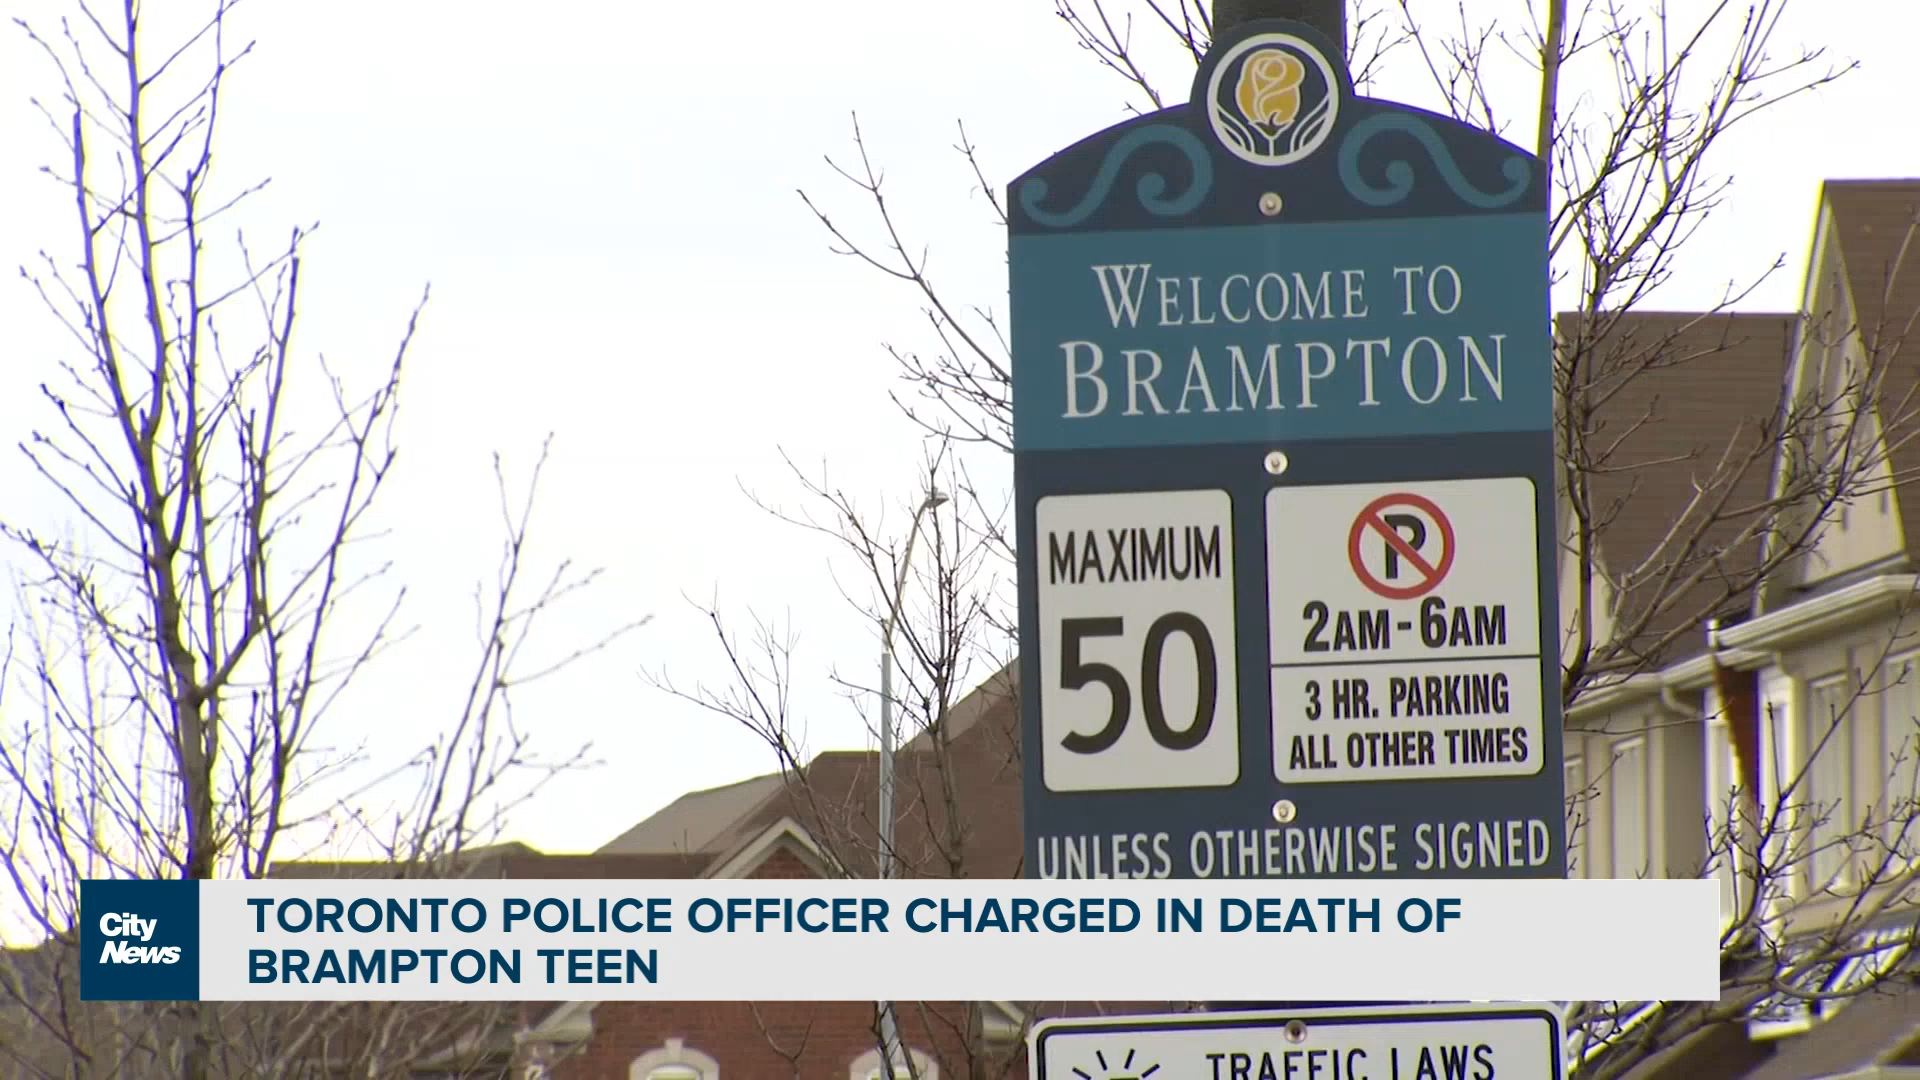 WELCOME TO
BRAMPTON
MAXIMUM
50
P
2AM - 6AM
3 HR. PARKING
ALL OTHER TIMES
UNLESS OTHERWISE SIGNED
City
News
TORONTO POLICE OFFICER CHARGED IN DEATH OF
BRAMPTON TEEN
TRAFFIC LAWS